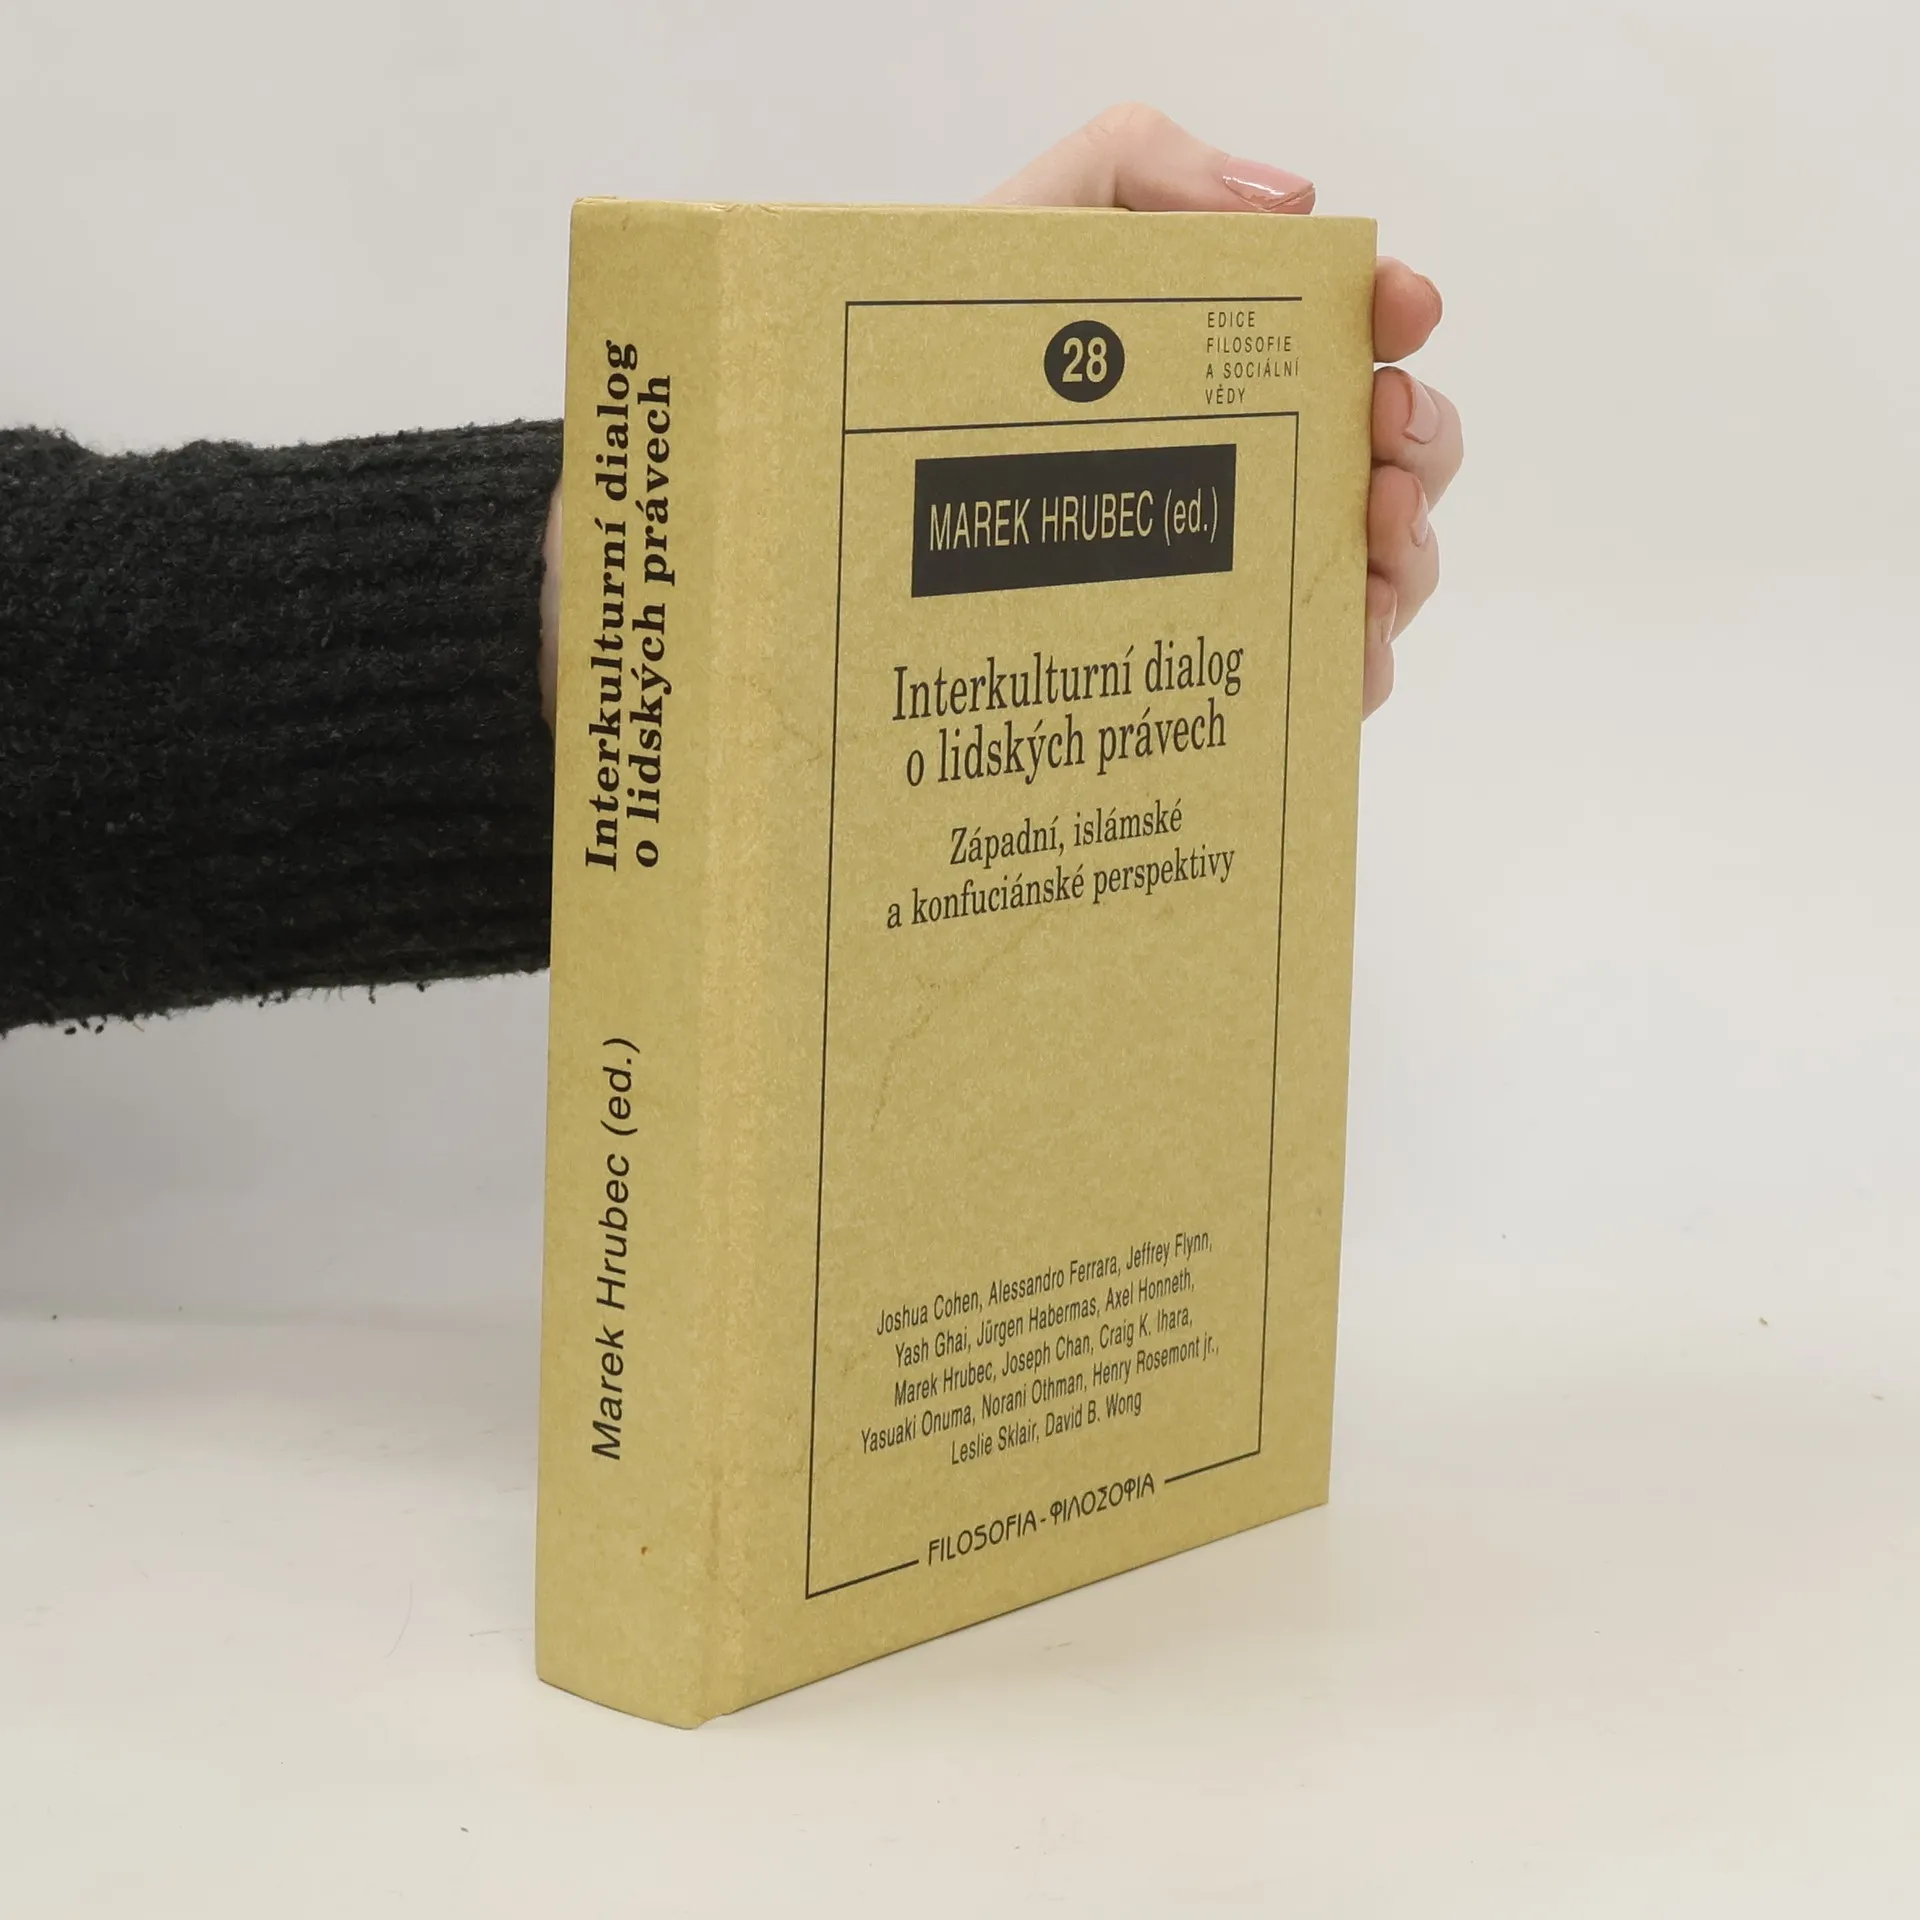 Interkulturní dialog
o lidských právech
Marek Hrubec (ed.)
28
EDICE
FILOSOFIE
A SOCIÁLNÍ
VĚDY
MAREK HRUBEC (ed.)
Interkulturní dialog
o lidských právech
Západní, islámské
a konfuciánské perspektivy
Joshua Cohen, Alessandro Ferrara, Jeffrey Flynn,
Yash Ghai, Jürgen Habermas, Axel Honneth,
Marek Hrubec, Joseph Chan, Craig K. Ihara,
Yasuaki Onuma, Norani Othman, Henry Rosemont jr.,
Leslie Sklair, David B. Wong
FILOSOFIA - ΦΙΛΟΣΟΦΙΑ